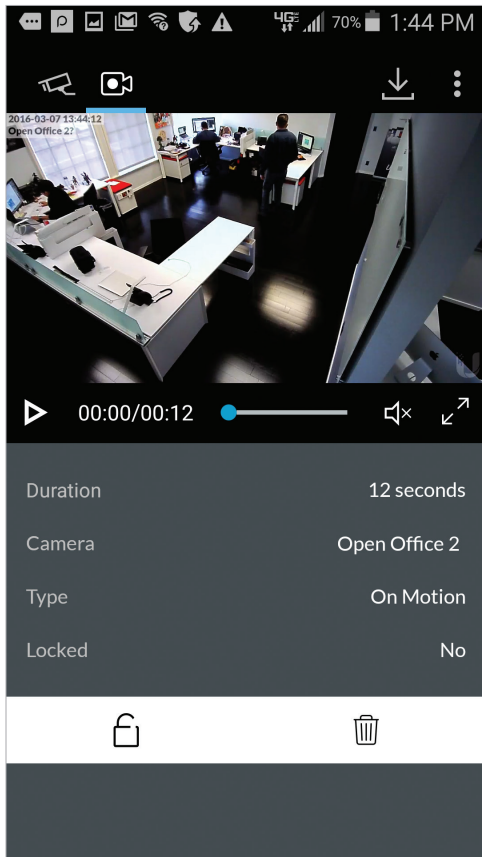 4G 70% 1:44 PM
2016-03-07 13:44:12
Open Office 2?
00:00/00:12
Duration 12 seconds
Camera Open Office 2
Type On Motion
Locked No